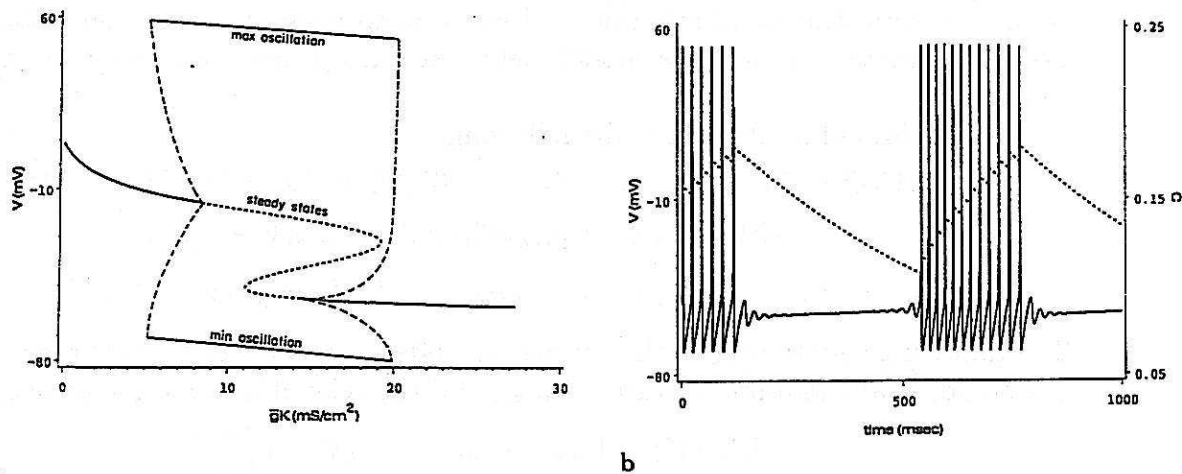 60
max oscillation
V (mV)
-10
steady states
min oscillation
-80
0
10
20
30
g̅K (mS/cm²)
60
0.25
V (mV)
-10
0.15
C
-80
0.05
0
500
1000
time (msec)
b